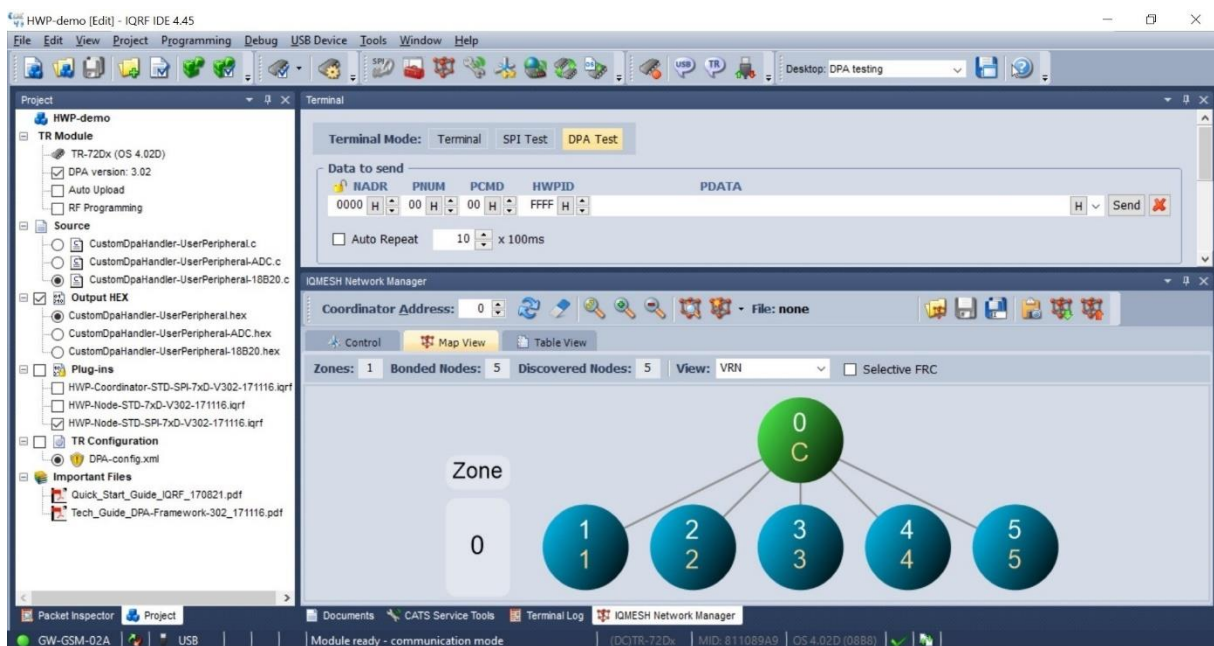 HWP-demo [Edit] - IQRF IDE 4.45
File Edit View Project Programming Debug USB Device Tools Window Help
Desktop: DPA testing
Project
HWP-demo
TR Module
TR-72Dx (OS 4.02D)
DPA version: 3.02
Auto Upload
RF Programming
Source
CustomDpaHandler-UserPeripheral.c
CustomDpaHandler-UserPeripheral-ADC.c
CustomDpaHandler-UserPeripheral-18B20.c
Output HEX
CustomDpaHandler-UserPeripheral.hex
CustomDpaHandler-UserPeripheral-ADC.hex
CustomDpaHandler-UserPeripheral-18B20.hex
Plug-ins
HWP-Coordinator-STD-SPI-7xD-V302-171116.iqrf
HWP-Node-STD-7xD-V302-171116.iqrf
HWP-Node-STD-SPI-7xD-V302-171116.iqrf
TR Configuration
DPA-config.xml
Important Files
Quick_Start_Guide_IQRF_170821.pdf
Tech_Guide_DPA-Framework-302_171116.pdf
Packet Inspector Project
Terminal
Terminal Mode: Terminal SPI Test DPA Test
Data to send
NADR PNUM PCMD HWPID PDATA
0000 H 00 H 00 H FFFF H H Send
Auto Repeat 10 x 100ms
IQMESH Network Manager
Coordinator Address: 0 File: none
Control Map View Table View
Zones: 1 Bonded Nodes: 5 Discovered Nodes: 5 View: VRN Selective FRC
0
C
Zone
0
1 2 3 4 5
1 2 3 4 5
Documents CATS Service Tools Terminal Log IQMESH Network Manager
GW-GSM-02A USB Module ready - communication mode (DC)TR-72Dx MID: 811089A9 OS 4.02D (08B8)